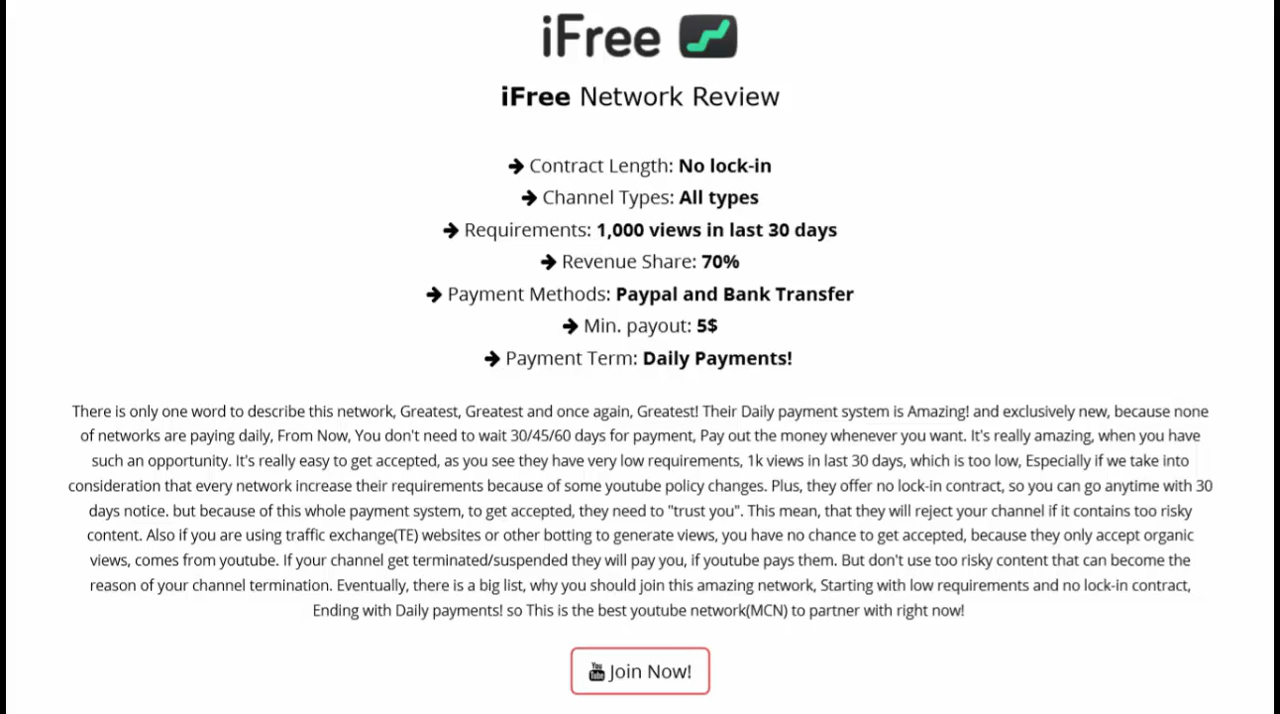 iFree
iFree Network Review
→ Contract Length: No lock-in
→ Channel Types: All types
→ Requirements: 1,000 views in last 30 days
→ Revenue Share: 70%
→ Payment Methods: Paypal and Bank Transfer
→ Min. payout: 5$
→ Payment Term: Daily Payments!
There is only one word to describe this network, Greatest, Greatest and once again, Greatest! Their Daily payment system is Amazing! and exclusively new, because none
of networks are paying daily, From Now, You don't need to wait 30/45/60 days for payment, Pay out the money whenever you want. It's really amazing, when you have
such an opportunity. It's really easy to get accepted, as you see they have very low requirements, 1k views in last 30 days, which is too low, Especially if we take into
consideration that every network increase their requirements because of some youtube policy changes. Plus, they offer no lock-in contract, so you can go anytime with 30
days notice. but because of this whole payment system, to get accepted, they need to "trust you". This mean, that they will reject your channel if it contains too risky
content. Also if you are using traffic exchange(TE) websites or other botting to generate views, you have no chance to get accepted, because they only accept organic
views, comes from youtube. If your channel get terminated/suspended they will pay you, if youtube pays them. But don't use too risky content that can become the
reason of your channel termination. Eventually, there is a big list, why you should join this amazing network, Starting with low requirements and no lock-in contract,
Ending with Daily payments! so This is the best youtube network(MCN) to partner with right now!
You Tube Join Now!